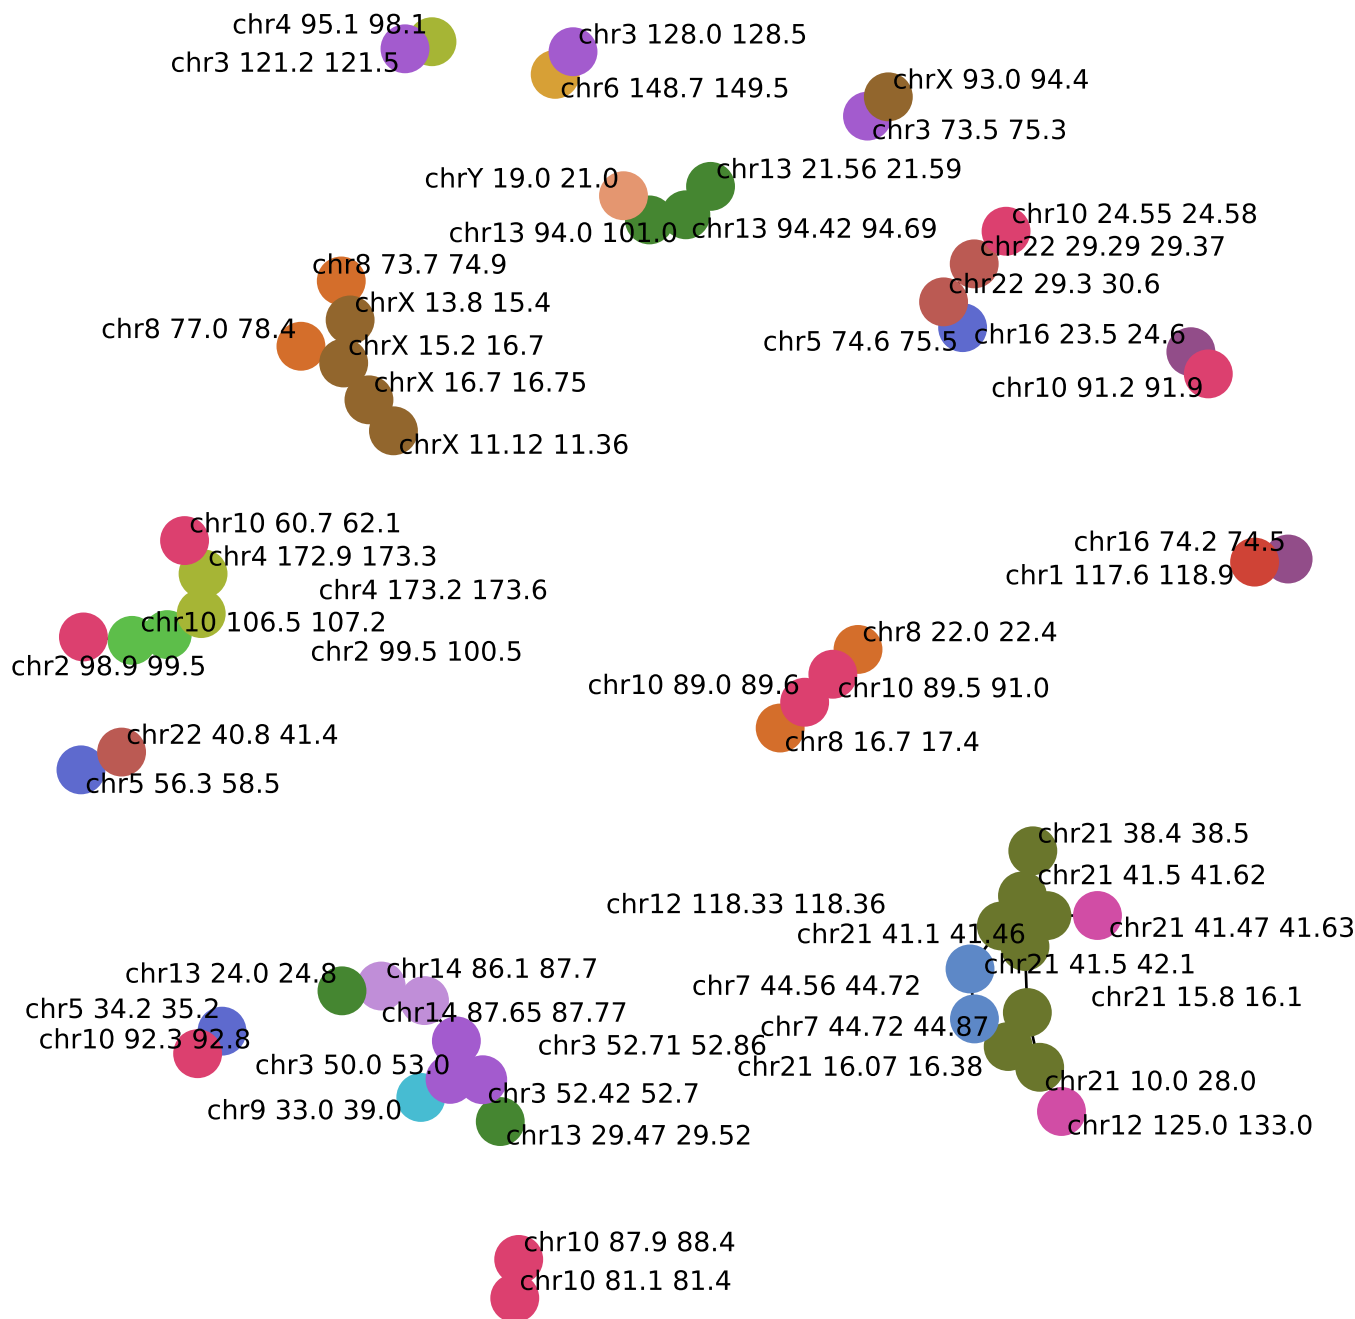 chr4 95.1 98.1
chr3 121.2 121.5
chr3 128.0 128.5
chr6 148.7 149.5
chrX 93.0 94.4
chr3 73.5 75.3
chrY 19.0 21.0
chr13 21.56 21.59
chr13 94.0 101.0
chr13 94.42 94.69
chr10 24.55 24.58
chr22 29.29 29.37
chr22 29.3 30.6
chr5 74.6 75.5
chr16 23.5 24.6
chr10 91.2 91.9
chr8 73.7 74.9
chrX 13.8 15.4
chr8 77.0 78.4
chrX 15.2 16.7
chrX 16.7 16.75
chrX 11.12 11.36
chr10 60.7 62.1
chr4 172.9 173.3
chr4 173.2 173.6
chr10 106.5 107.2
chr2 99.5 100.5
chr2 98.9 99.5
chr16 74.2 74.5
chr1 117.6 118.9
chr8 22.0 22.4
chr10 89.0 89.6
chr10 89.5 91.0
chr8 16.7 17.4
chr22 40.8 41.4
chr5 56.3 58.5
chr21 38.4 38.5
chr21 41.5 41.62
chr12 118.33 118.36
chr21 41.47 41.63
chr21 41.1 41.46
chr21 41.5 42.1
chr7 44.56 44.72
chr21 15.8 16.1
chr7 44.72 44.87
chr21 16.07 16.38
chr21 10.0 28.0
chr12 125.0 133.0
chr13 24.0 24.8
chr14 86.1 87.7
chr5 34.2 35.2
chr14 87.65 87.77
chr10 92.3 92.8
chr3 52.71 52.86
chr3 50.0 53.0
chr3 52.42 52.7
chr9 33.0 39.0
chr13 29.47 29.52
chr10 87.9 88.4
chr10 81.1 81.4